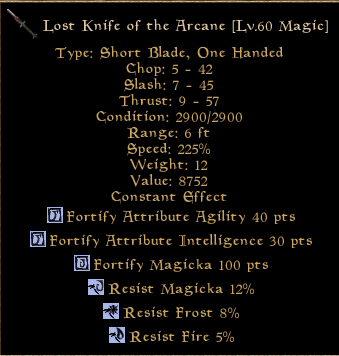 Lost Knife of the Arcane [Lv.60 Magic]
Type: Short Blade, One Handed
Chop: 5 - 42
Slash: 7 - 45
Thrust: 9 - 57
Condition: 2900/2900
Range: 6 ft
Speed: 225%
Weight: 12
Value: 8752
Constant Effect
Fortify Attribute Agility 40 pts
Fortify Attribute Intelligence 30 pts
Fortify Magicka 100 pts
Resist Magicka 12%
Resist Frost 8%
Resist Fire 5%